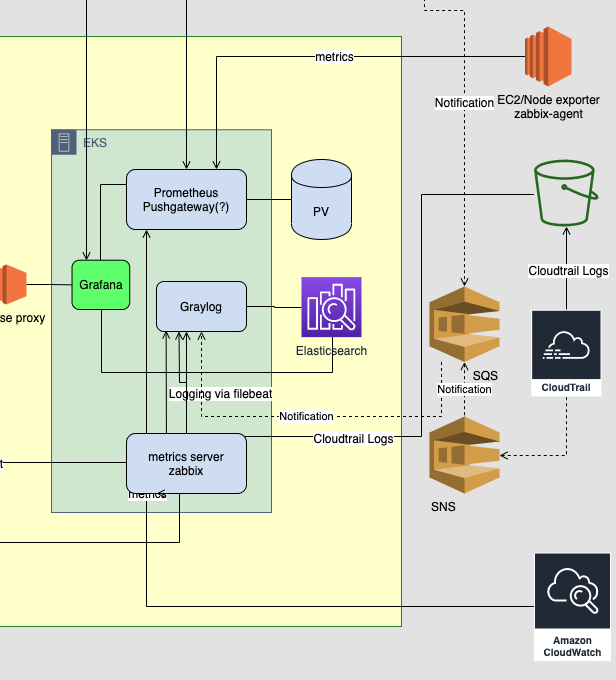 metrics
Notification
EC2/Node exporter
zabbix-agent
EKS
Prometheus
Pushgateway(?)
PV
Cloudtrail Logs
Grafana
Graylog
se proxy
Elasticsearch
SQS
CloudTrail
Logging via filebeat
Notification
Notification
Cloudtrail Logs
metrics server
zabbix
t
metrics
SNS
Amazon
CloudWatch